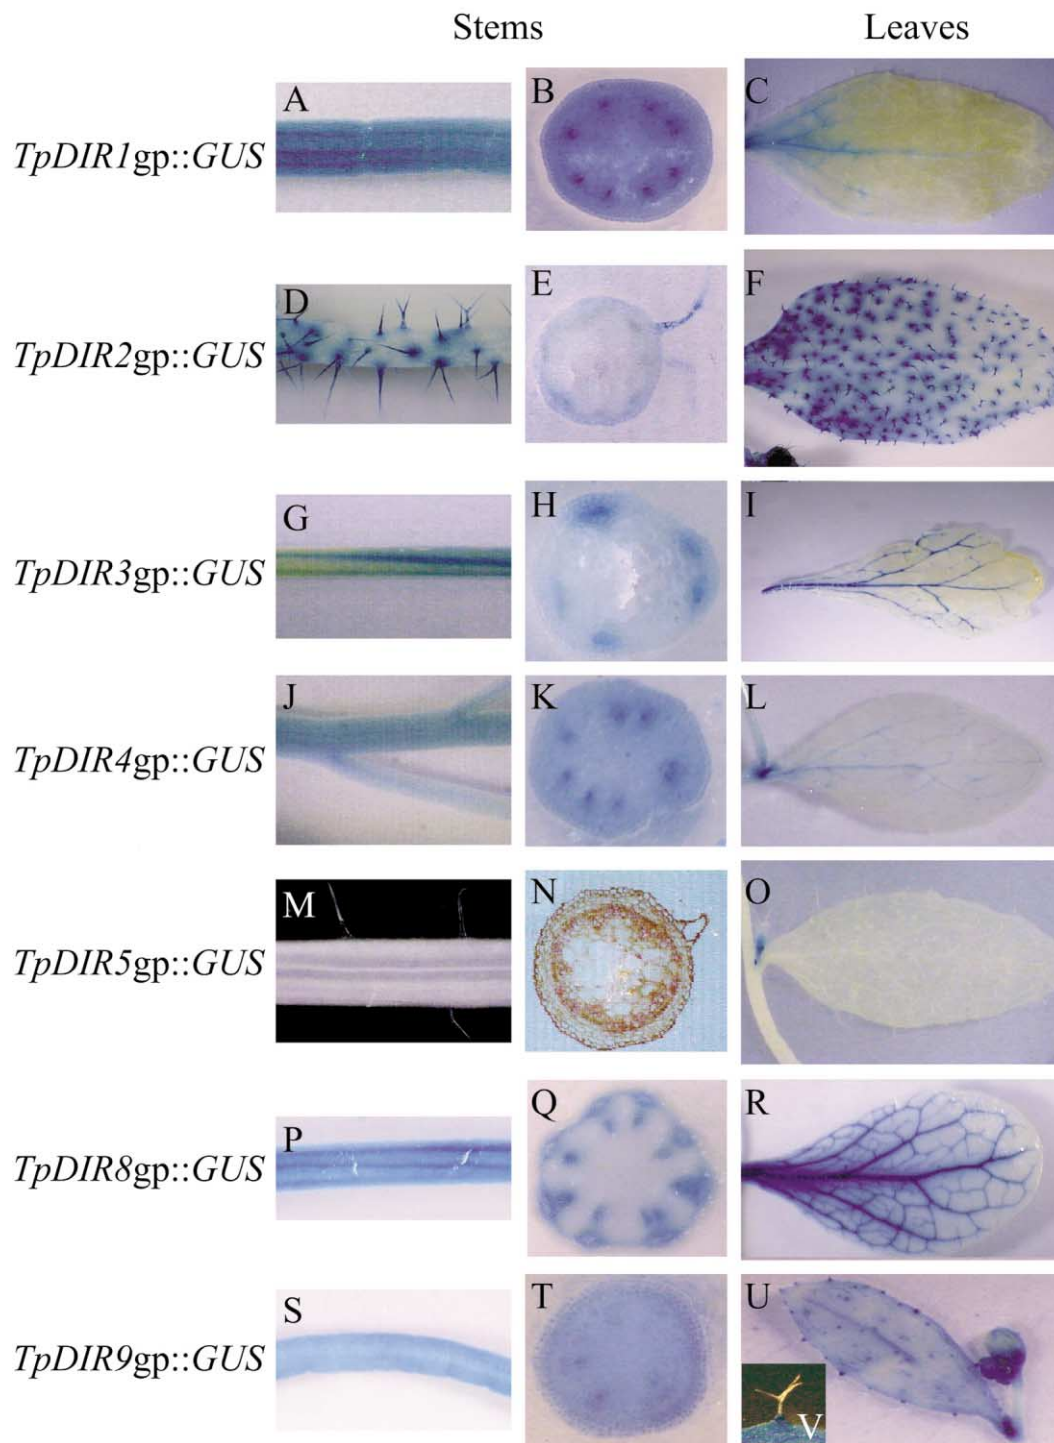 Stems Leaves
TpDIR1gp::GUS A B C
TpDIR2gp::GUS D E F
TpDIR3gp::GUS G H I
TpDIR4gp::GUS J K L
TpDIR5gp::GUS M N O
TpDIR8gp::GUS P Q R
TpDIR9gp::GUS S T U
V